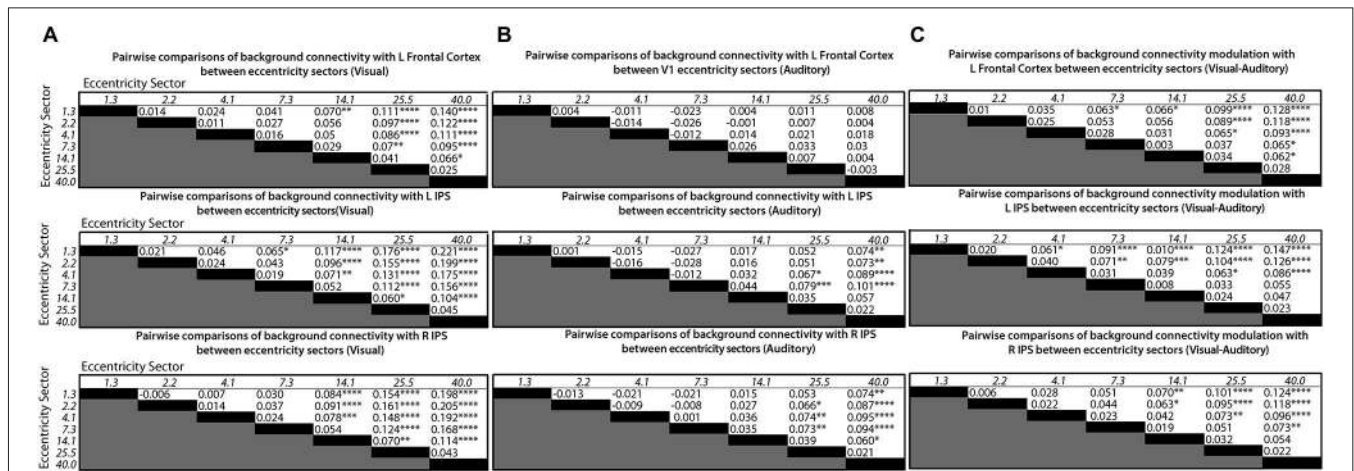 A
Pairwise comparisons of background connectivity with L Frontal Cortex
between eccentricity sectors (Visual)
Eccentricity Sector
1.3 2.2 4.1 7.3 14.1 25.5 40.0
Eccentricity Sector
1.3 0.014 0.024 0.041 0.070** 0.111**** 0.140****
2.2 0.011 0.027 0.056 0.097**** 0.122****
4.1 0.016 0.05 0.086**** 0.111****
7.3 0.029 0.07** 0.095****
14.1 0.041 0.066*
25.5 0.025
40.0
Pairwise comparisons of background connectivity with L IPS
between eccentricity sectors(Visual)
Eccentricity Sector
1.3 2.2 4.1 7.3 14.1 25.5 40.0
Eccentricity Sector
1.3 0.021 0.046 0.065* 0.117**** 0.176**** 0.221****
2.2 0.024 0.043 0.096**** 0.155**** 0.199****
4.1 0.019 0.071** 0.131**** 0.175****
7.3 0.052 0.112**** 0.156****
14.1 0.060* 0.104****
25.5 0.045
40.0
Pairwise comparisons of background connectivity with R IPS
between eccentricity sectors (Visual)
Eccentricity Sector
1.3 2.2 4.1 7.3 14.1 25.5 40.0
Eccentricity Sector
1.3 -0.006 0.007 0.030 0.084**** 0.154**** 0.198****
2.2 0.014 0.037 0.091**** 0.161**** 0.205****
4.1 0.024 0.078*** 0.148**** 0.192****
7.3 0.054 0.124**** 0.168****
14.1 0.070** 0.114****
25.5 0.043
40.0
B
Pairwise comparisons of background connectivity with L Frontal Cortex
between V1 eccentricity sectors (Auditory)
1.3 2.2 4.1 7.3 14.1 25.5 40.0
0.004 -0.011 -0.023 0.004 0.011 0.008
-0.014 -0.026 -0.001 0.007 0.004
-0.012 0.014 0.021 0.018
0.026 0.033 0.03
0.007 0.004
-0.003
Pairwise comparisons of background connectivity with L IPS
between eccentricity sectors (Auditory)
1.3 2.2 4.1 7.3 14.1 25.5 40.0
0.001 -0.015 -0.027 0.017 0.052 0.074**
-0.016 -0.028 0.016 0.051 0.073**
-0.012 0.032 0.067* 0.089****
0.044 0.079*** 0.101****
0.035 0.057
0.022
Pairwise comparisons of background connectivity with R IPS
between eccentricity sectors (Auditory)
1.3 2.2 4.1 7.3 14.1 25.5 40.0
-0.013 -0.021 -0.021 0.015 0.053 0.074**
-0.009 -0.008 0.027 0.066* 0.087****
0.001 0.036 0.074** 0.095****
0.035 0.073** 0.094****
0.039 0.060*
0.021
C
Pairwise comparisons of background connectivity modulation with
L Frontal Cortex between eccentricity sectors (Visual-Auditory)
1.3 2.2 4.1 7.3 14.1 25.5 40.0
0.01 0.035 0.063* 0.066* 0.099**** 0.128****
0.025 0.053 0.056 0.089**** 0.118****
0.028 0.031 0.065* 0.093****
0.003 0.037 0.065*
0.034 0.062*
0.028
Pairwise comparisons of background connectivity modulation with
L IPS between eccentricity sectors (Visual-Auditory)
1.3 2.2 4.1 7.3 14.1 25.5 40.0
0.020 0.061* 0.091**** 0.010**** 0.124**** 0.147****
0.040 0.071** 0.079*** 0.104**** 0.126****
0.031 0.039 0.063* 0.086****
0.008 0.033 0.055
0.024 0.047
0.023
Pairwise comparisons of background connectivity modulation with
R IPS between eccentricity sectors (Visual-Auditory)
1.3 2.2 4.1 7.3 14.1 25.5 40.0
0.006 0.028 0.051 0.070** 0.101**** 0.124****
0.022 0.044 0.063* 0.095**** 0.118****
0.023 0.042 0.073** 0.096****
0.019 0.051 0.073**
0.032 0.054
0.022